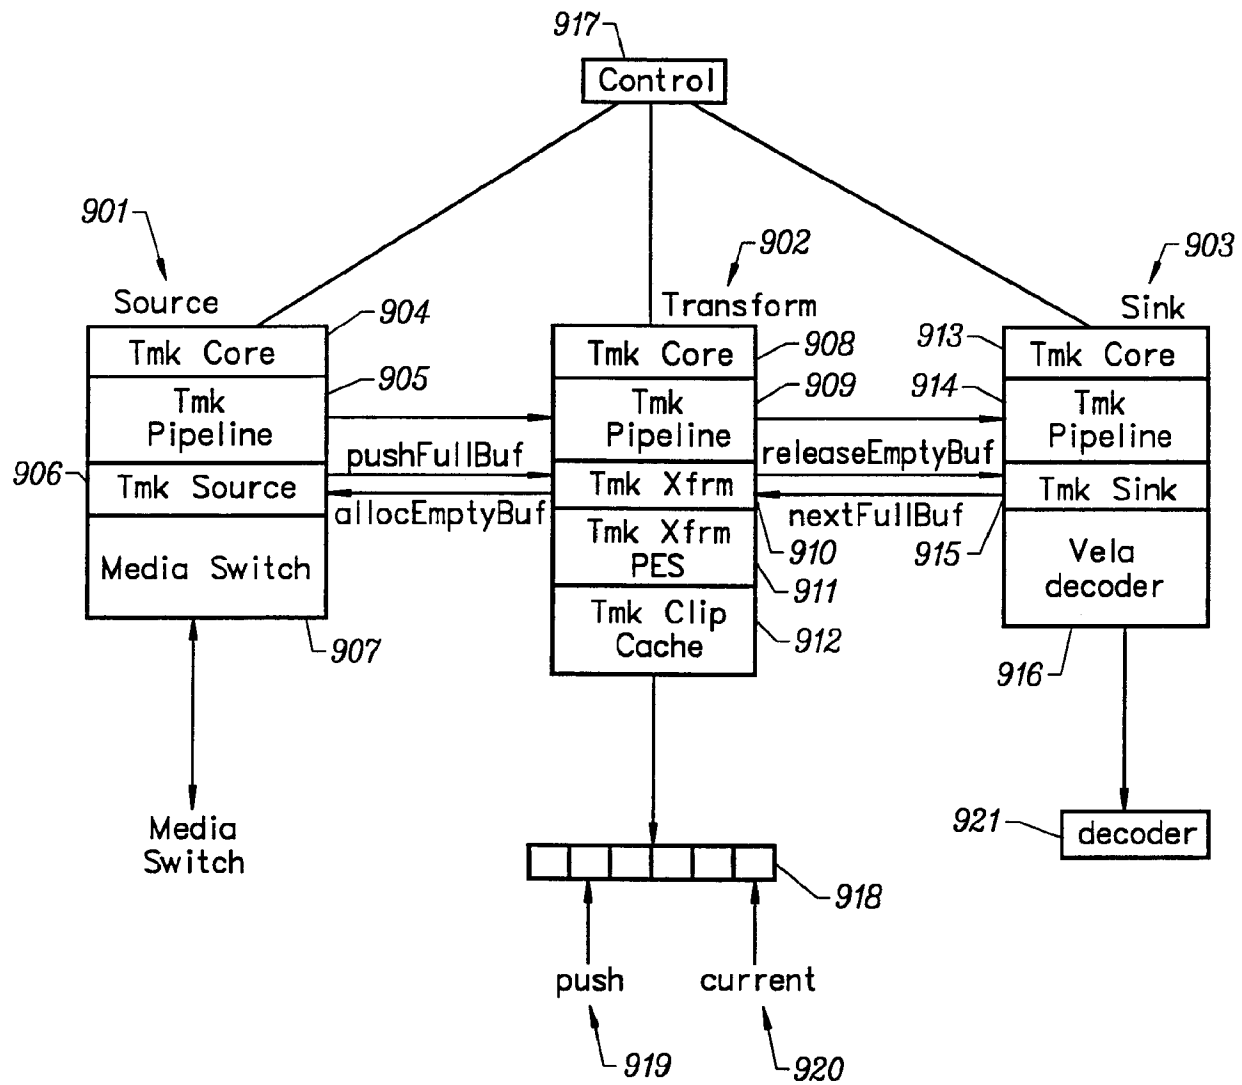 917
Control
901
902
903
Source
Transform
Sink
904
Tmk Core
Tmk Core
908
913
Tmk Core
905
Tmk
Pipeline
Tmk
Pipeline
909
914
Tmk
Pipeline
pushFullBuf
releaseEmptyBuf
906
Tmk Source
Tmk Xfrm
Tmk Sink
allocEmptyBuf
nextFullBuf
910
915
Media Switch
Tmk Xfrm
PES
911
Vela
decoder
Tmk Clip
Cache
912
907
916
Media
Switch
921
decoder
918
push
current
919
920